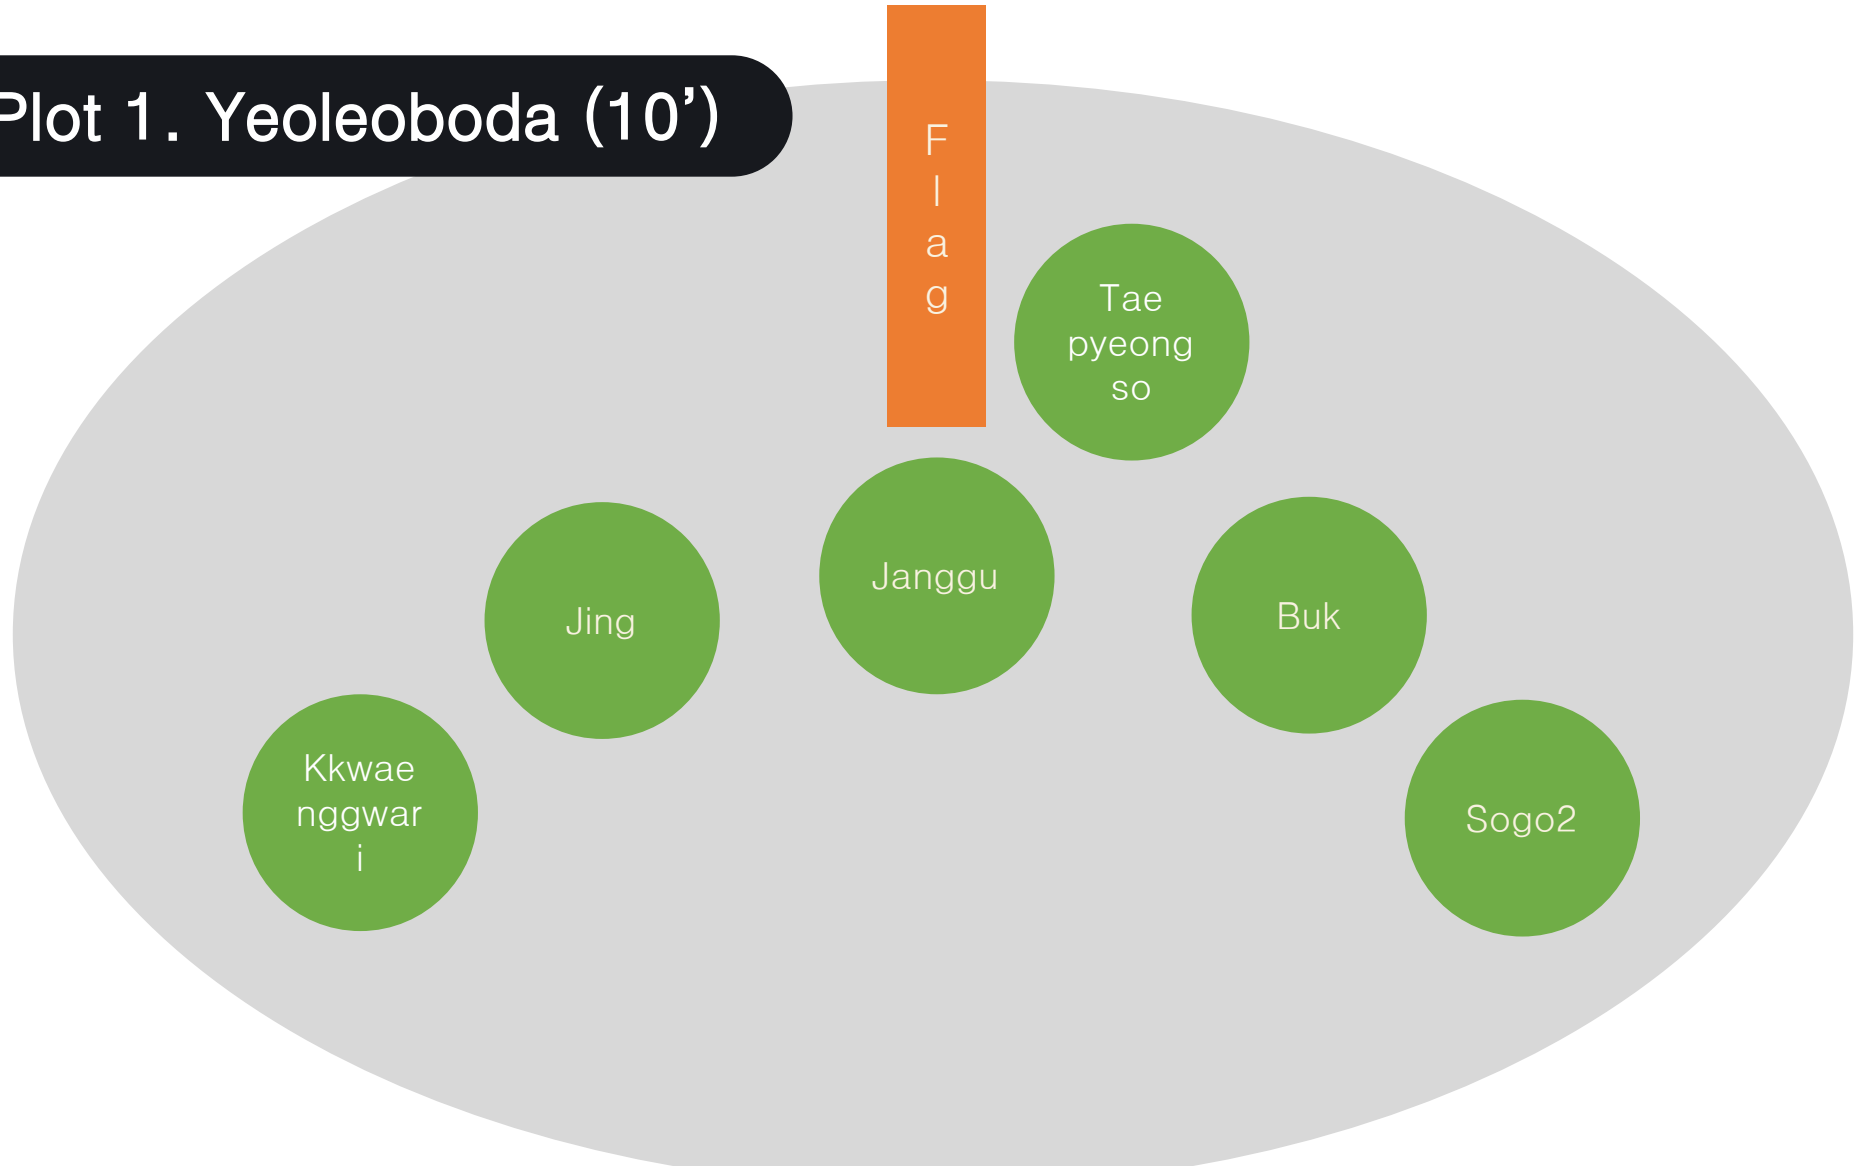 Plot 1. Yeoleoboda (10’)
F
l
a
g
Tae
pyeong
so
Janggu
Jing
Buk
Kkwae
nggwar
i
Sogo2